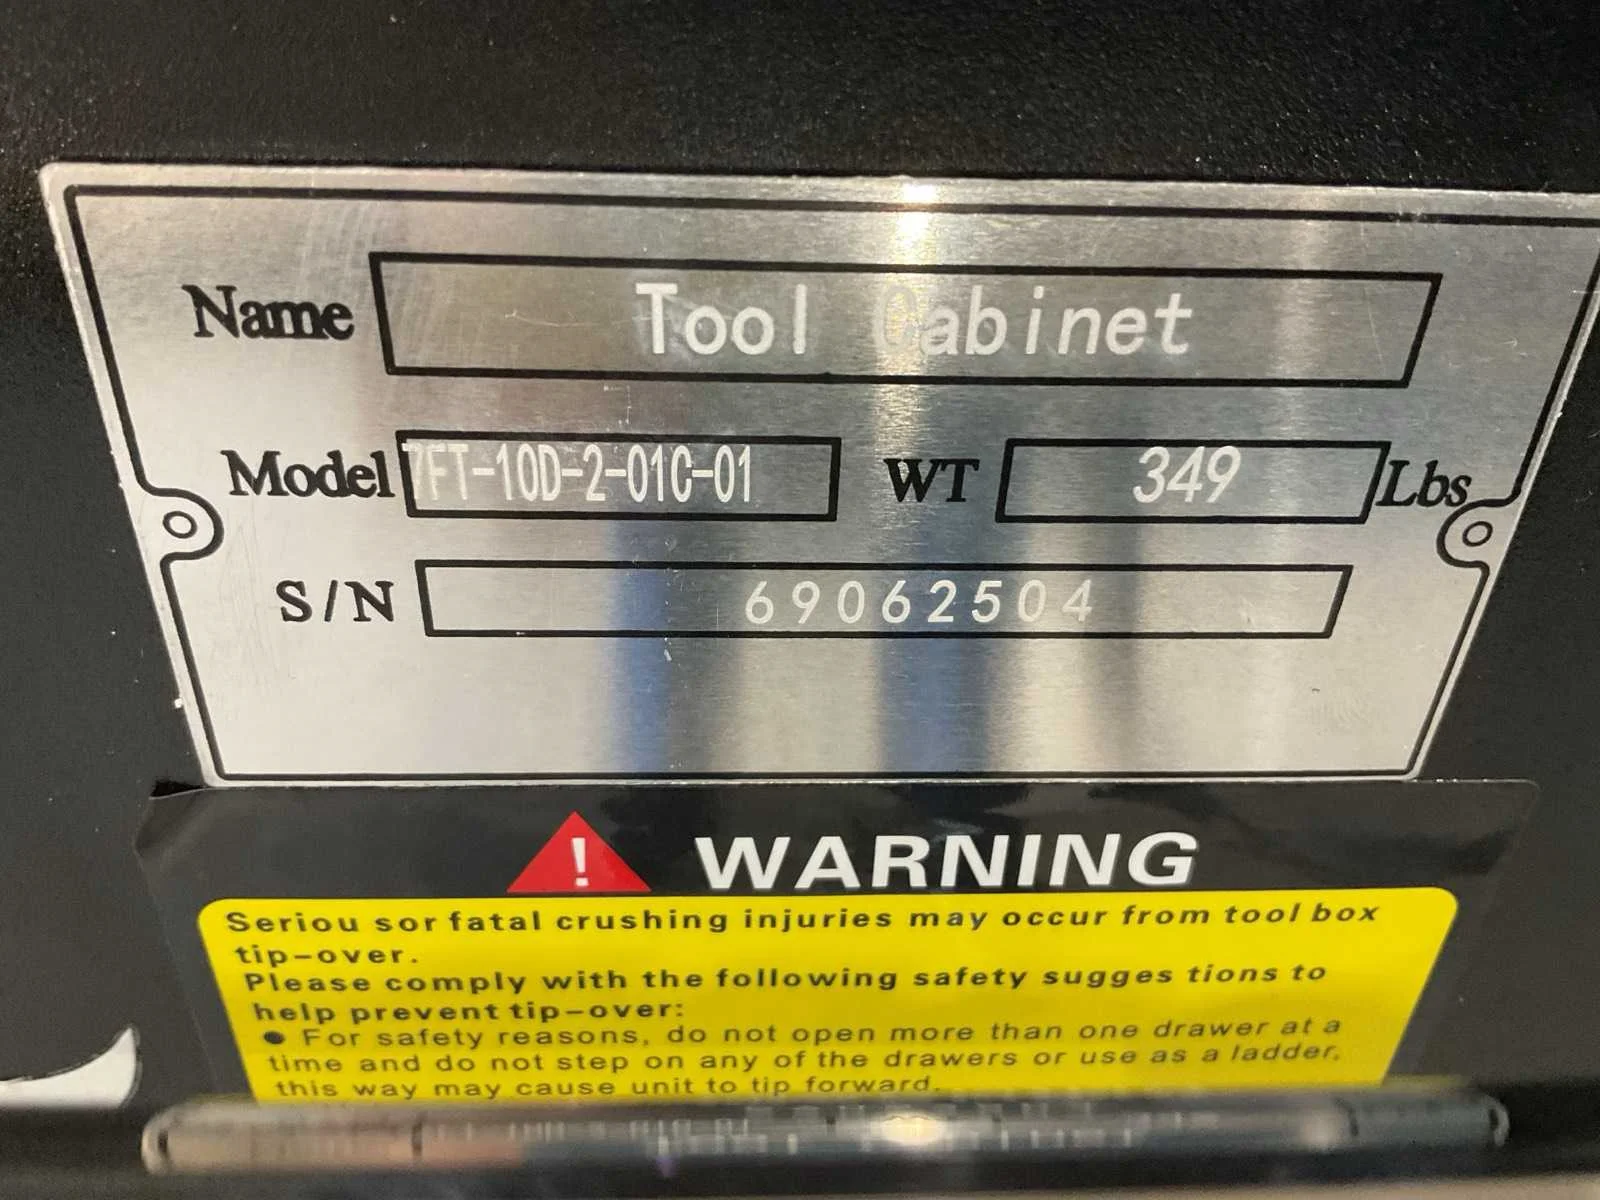 Name Tool Cabinet
Model 7FT-10D-2-01C-01 WT 349 Lbs
S/N 69062504
! WARNING
Seriou sor fatal crushing injuries may occur from tool box
tip-over.
Please comply with the following safety sugges tions to
help prevent tip-over:
● For safety reasons, do not open more than one drawer at a
time and do not step on any of the drawers or use as a ladder,
this way may cause unit to tip forward.